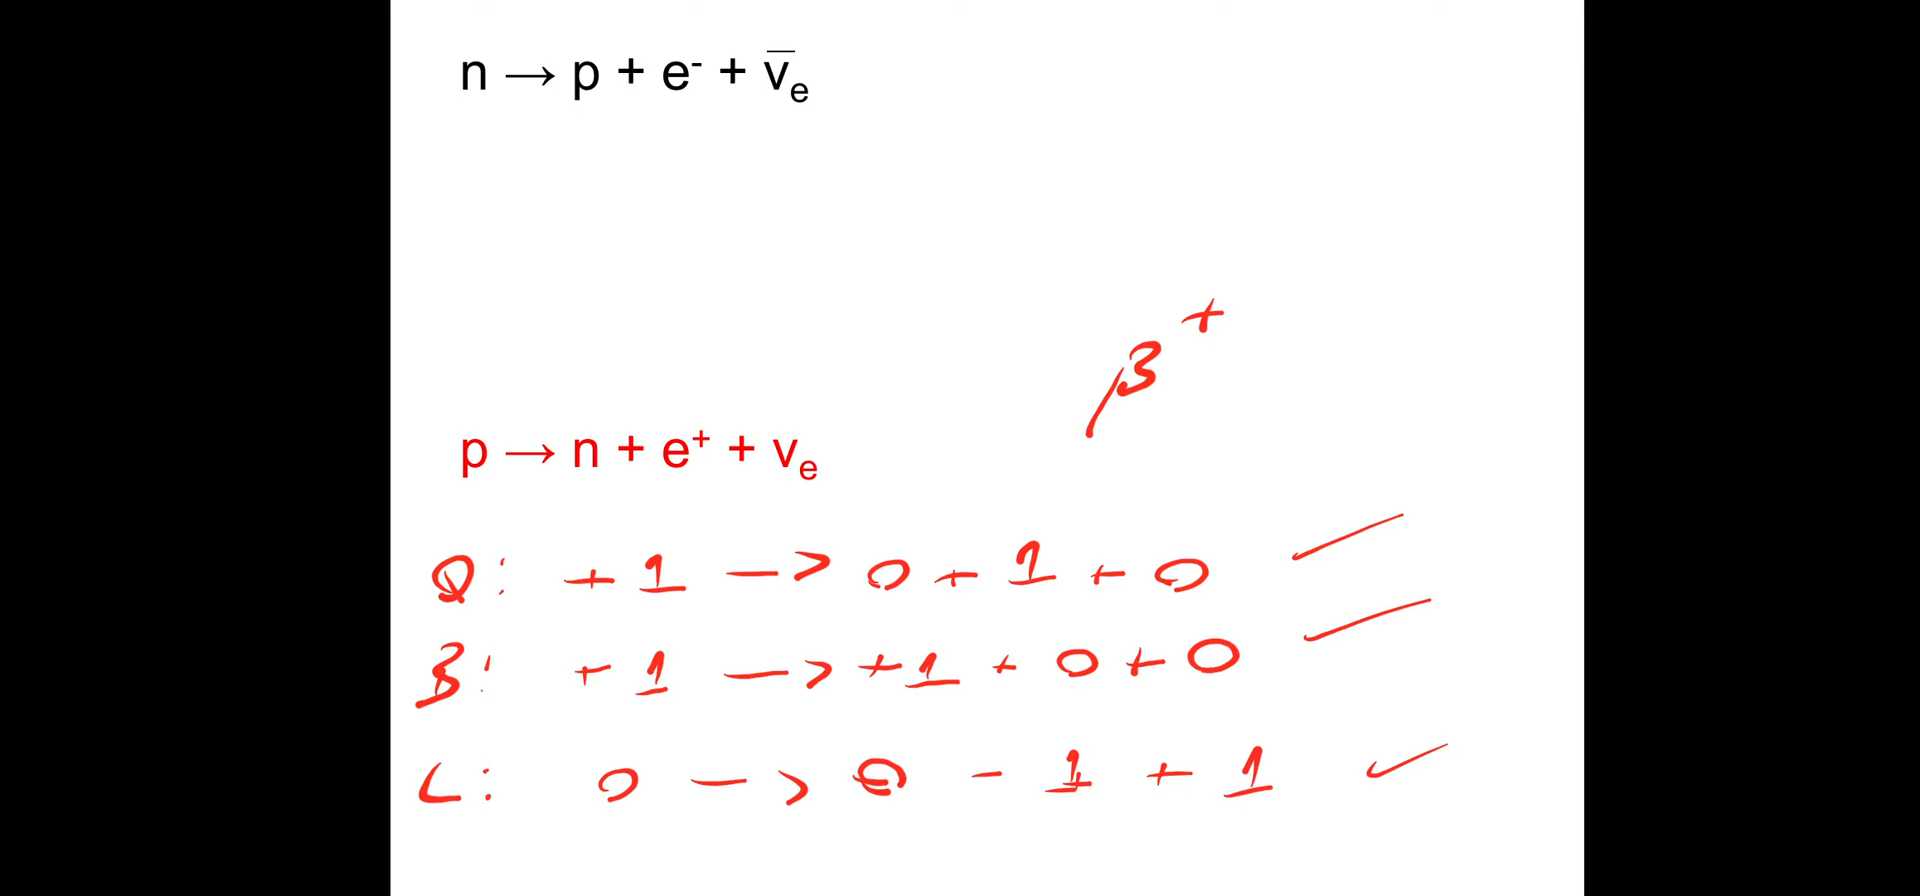 n → p + e⁻ + v̅ₑ
β⁺
p → n + e⁺ + vₑ
Q: +1 -> 0 + 1 + 0
B: +1 -> +1 + 0 + 0
L: 0 -> 0 - 1 + 1 ✓